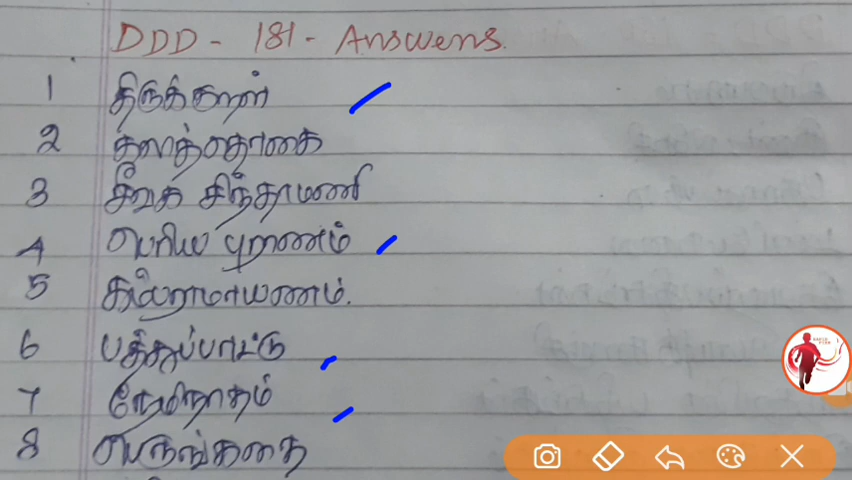 DDD - 181 - Answers.
1 திருக்குறள்
2 கலித்தொகை
3 சீவக சிந்தாமணி
4 பெரிய புராணம்
5 கம்பராமாயணம்.
6 பத்துப்பாட்டு
7 நேமிநாதம்
8 பெருங்கதை